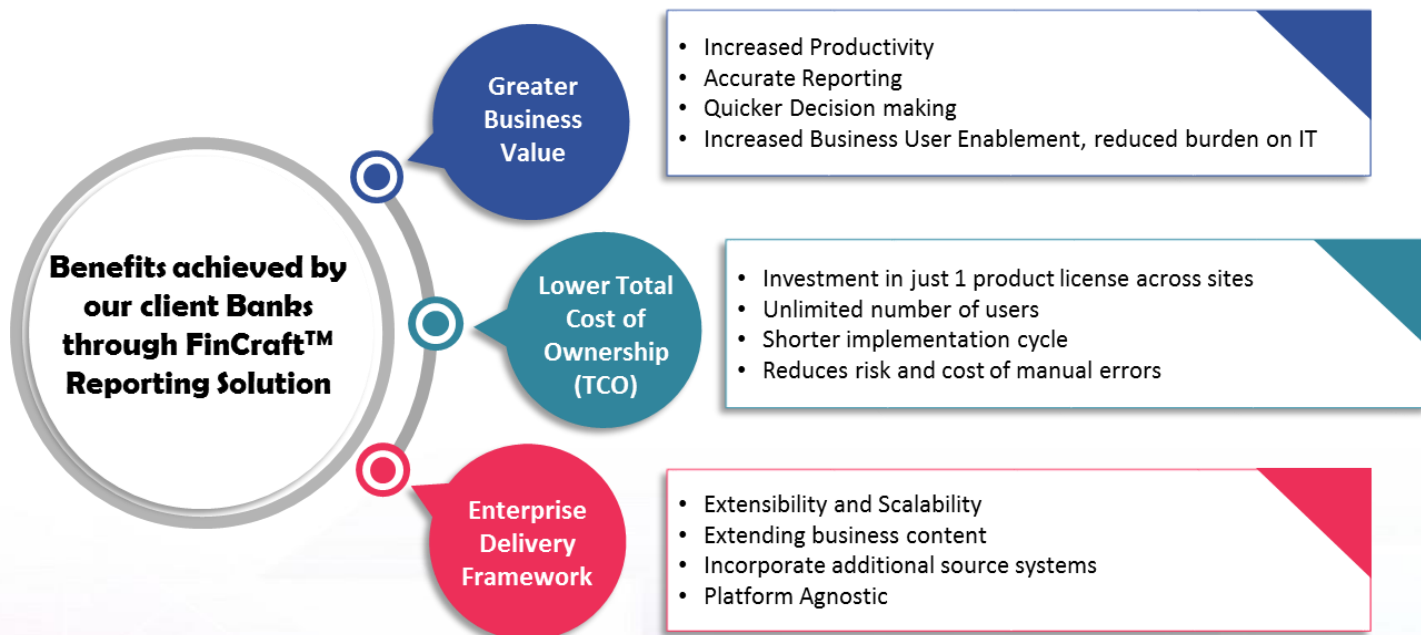 Benefits achieved by
our client Banks
through FinCraft™
Reporting Solution
Greater
Business
Value
• Increased Productivity
• Accurate Reporting
• Quicker Decision making
• Increased Business User Enablement, reduced burden on IT
Lower Total
Cost of
Ownership
(TCO)
• Investment in just 1 product license across sites
• Unlimited number of users
• Shorter implementation cycle
• Reduces risk and cost of manual errors
Enterprise
Delivery
Framework
• Extensibility and Scalability
• Extending business content
• Incorporate additional source systems
• Platform Agnostic